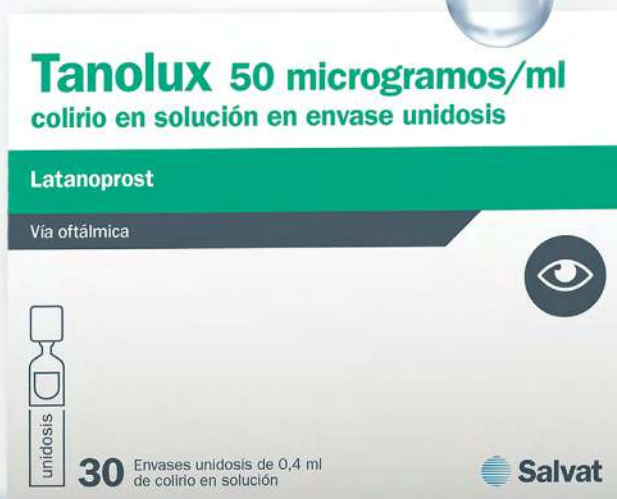 Tanolux 50 microgramos/ml
colirio en solución en envase unidosis
Latanoprost
Vía oftálmica
unidosis
30 Envases unidosis de 0,4 ml
de colirio en solución
Salvat